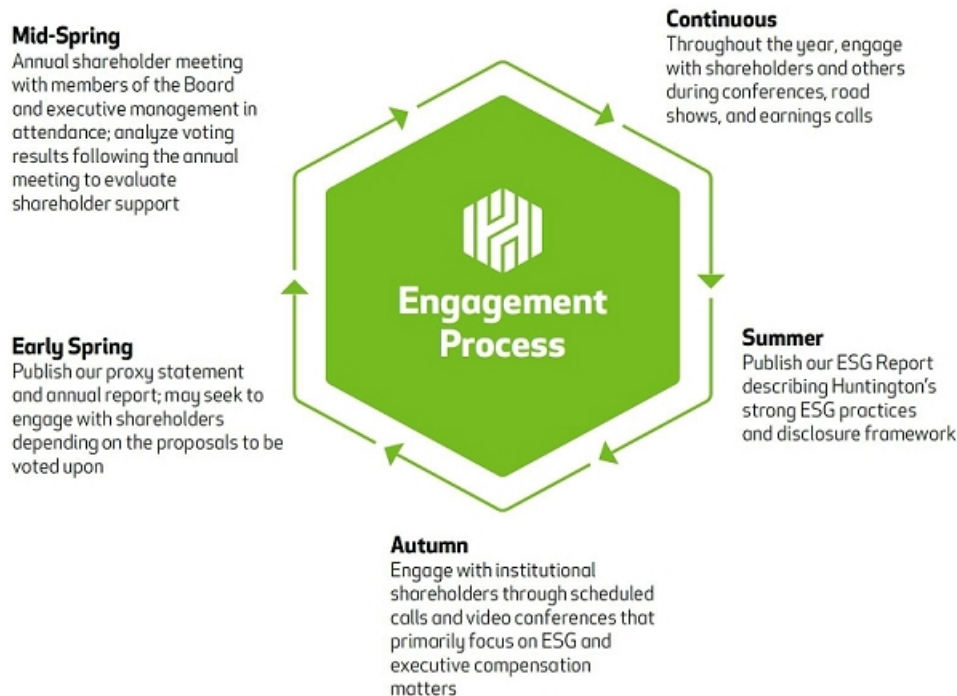 Mid-Spring
Annual shareholder meeting
with members of the Board
and executive management in
attendance; analyze voting
results following the annual
meeting to evaluate
shareholder support
Continuous
Throughout the year, engage
with shareholders and others
during conferences, road
shows, and earnings calls
Engagement
Process
Early Spring
Publish our proxy statement
and annual report; may seek to
engage with shareholders
depending on the proposals to be
voted upon
Summer
Publish our ESG Report
describing Huntington's
strong ESG practices
and disclosure framework
Autumn
Engage with institutional
shareholders through scheduled
calls and video conferences that
primarily focus on ESG and
executive compensation
matters